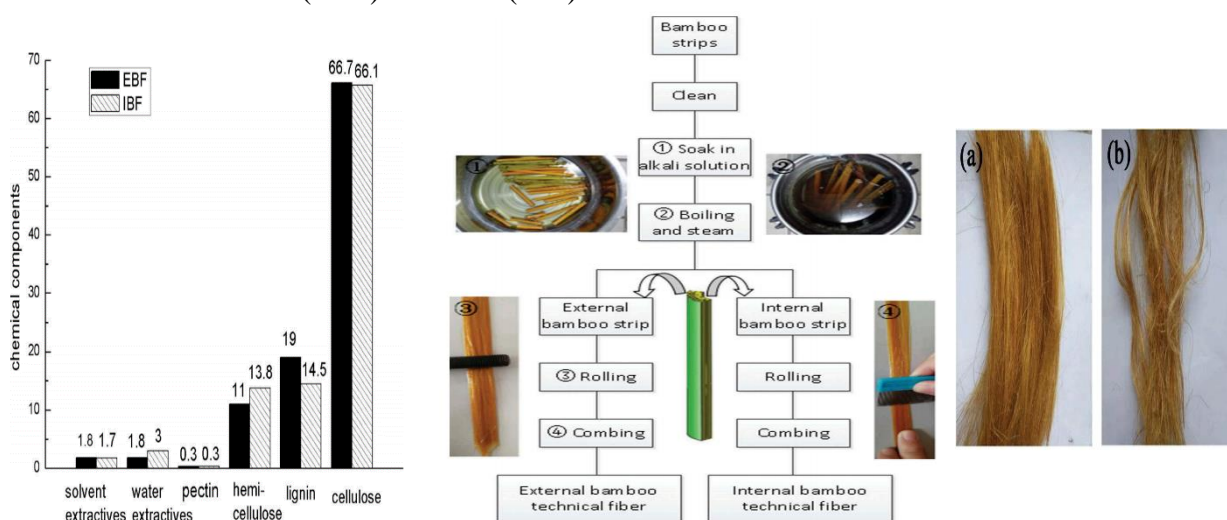 70
60
50
40
30
20
10
0
chemical components
EBF
IBF
1.8 1.7
1.8 3
0.3 0.3
11 13.8
19 14.5
66.7 66.1
solvent extractives
water extractives
pectin
hemi-
cellulose
lignin
cellulose
Bamboo
strips
Clean
① Soak in
alkali solution
② Boiling
and steam
①
②
External
bamboo strip
Internal
bamboo strip
③
④
③ Rolling
Rolling
④ Combing
Combing
External bamboo
technical fiber
Internal bamboo
technical fiber
(a)
(b)